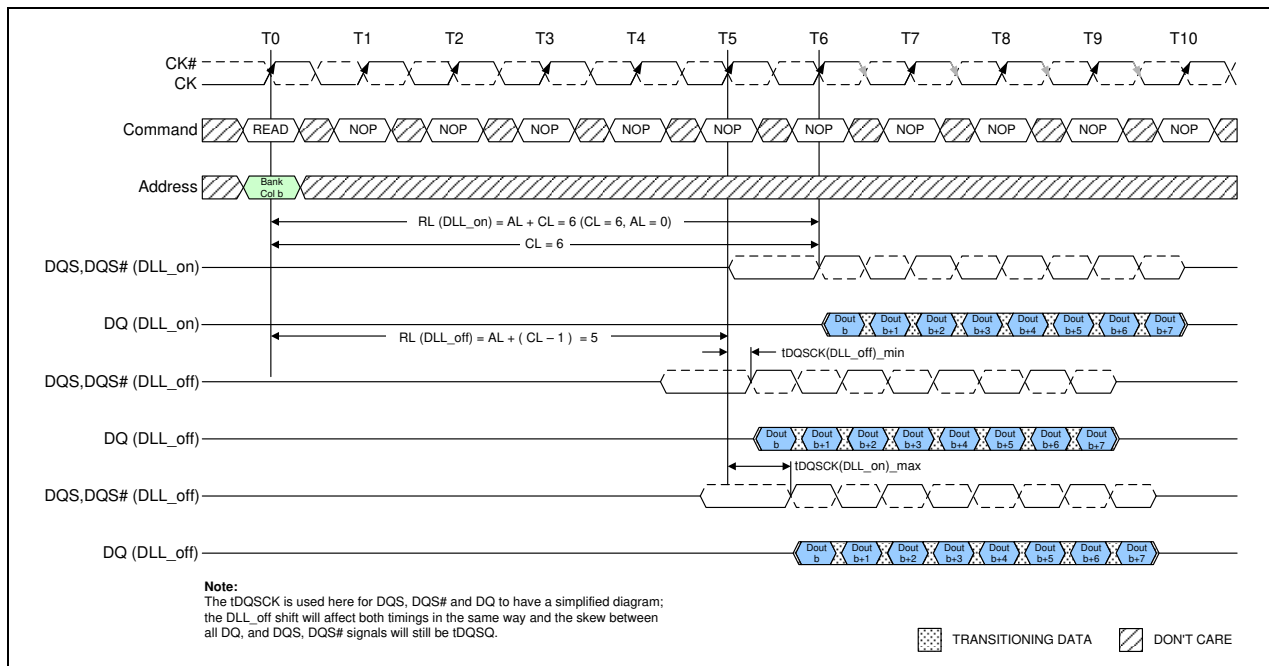 T0 T1 T2 T3 T4 T5 T6 T7 T8 T9 T10
CK#
CK
Command READ NOP NOP NOP NOP NOP NOP NOP NOP NOP NOP
Address Bank
Col b
RL (DLL_on) = AL + CL = 6 (CL = 6, AL = 0)
CL = 6
DQS,DQS# (DLL_on)
DQ (DLL_on) Dout b Dout b+1 Dout b+2 Dout b+3 Dout b+4 Dout b+5 Dout b+6 Dout b+7
RL (DLL_off) = AL + ( CL – 1 ) = 5
tDQSCK(DLL_off)_min
DQS,DQS# (DLL_off)
DQ (DLL_off) Dout b Dout b+1 Dout b+2 Dout b+3 Dout b+4 Dout b+5 Dout b+6 Dout b+7
tDQSCK(DLL_on)_max
DQS,DQS# (DLL_off)
DQ (DLL_off) Dout b Dout b+1 Dout b+2 Dout b+3 Dout b+4 Dout b+5 Dout b+6 Dout b+7
Note:
The tDQSCK is used here for DQS, DQS# and DQ to have a simplified diagram;
the DLL_off shift will affect both timings in the same way and the skew between
all DQ, and DQS, DQS# signals will still be tDQSQ.
TRANSITIONING DATA DON'T CARE